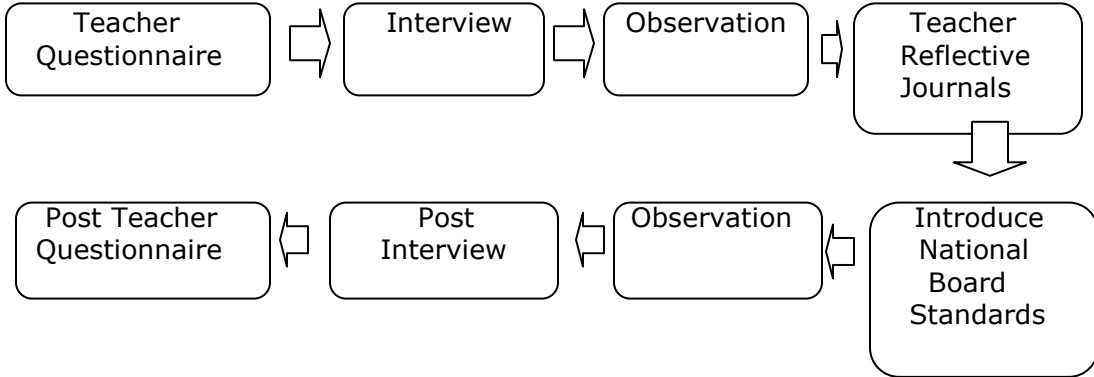 Teacher
Questionnaire
Interview
Observation
Teacher
Reflective
Journals
Post Teacher
Questionnaire
Post
Interview
Observation
Introduce
National
Board
Standards